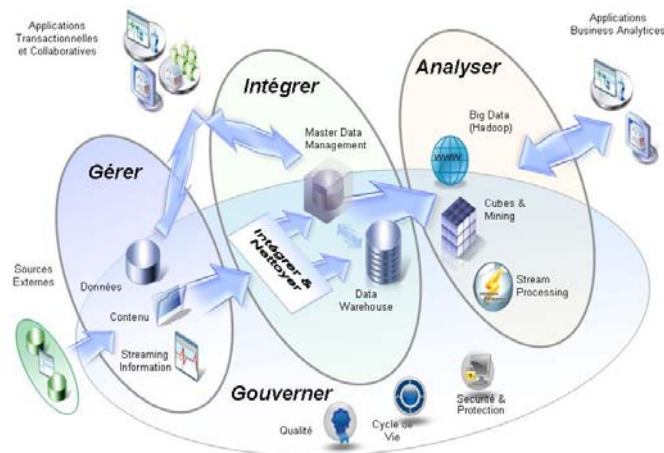 Applications
Transactionnelles
et Collaboratives
Applications
Business Analytices
Analyser
Intégrer
Big Data
(Hadoop)
Master Data
Management
www.
Gérer
Cubes &
Mining
Intégrer &
Nettoyer
Sources
Externes
Données
Stream
Processing
Data
Warehouse
Contenu
Streaming
Information
Gouverner
Sécurité &
Protection
Cycle de
Vie
Qualité